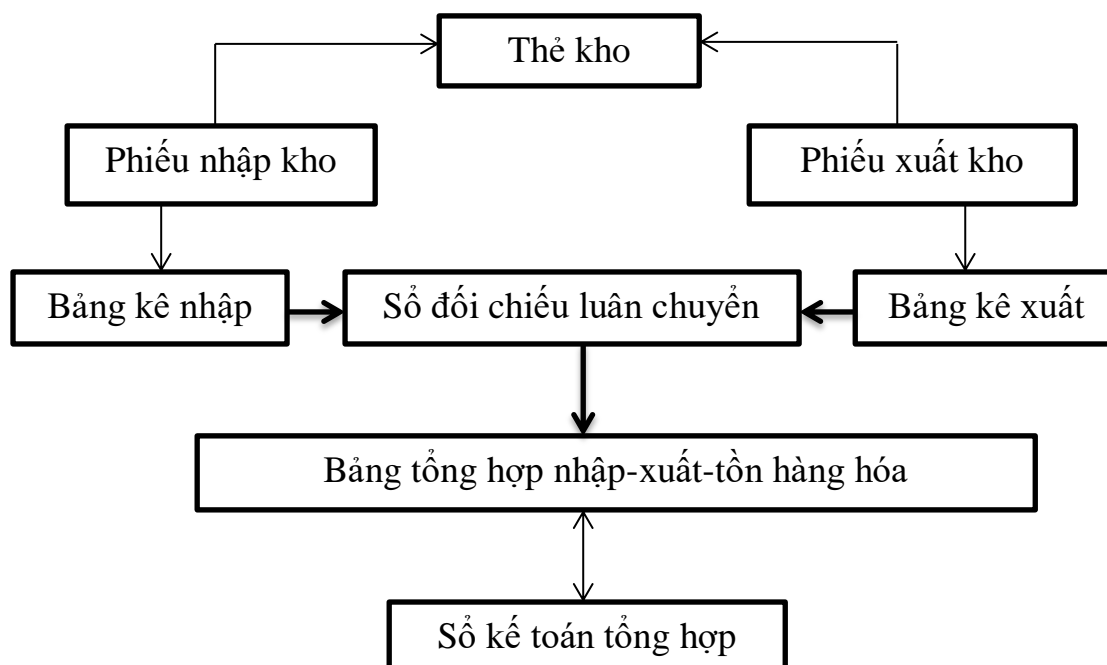 Thẻ kho
Phiếu nhập kho
Phiếu xuất kho
Bảng kê nhập
Sổ đối chiếu luân chuyển
Bảng kê xuất
Bảng tổng hợp nhập-xuất-tồn hàng hóa
Sổ kế toán tổng hợp